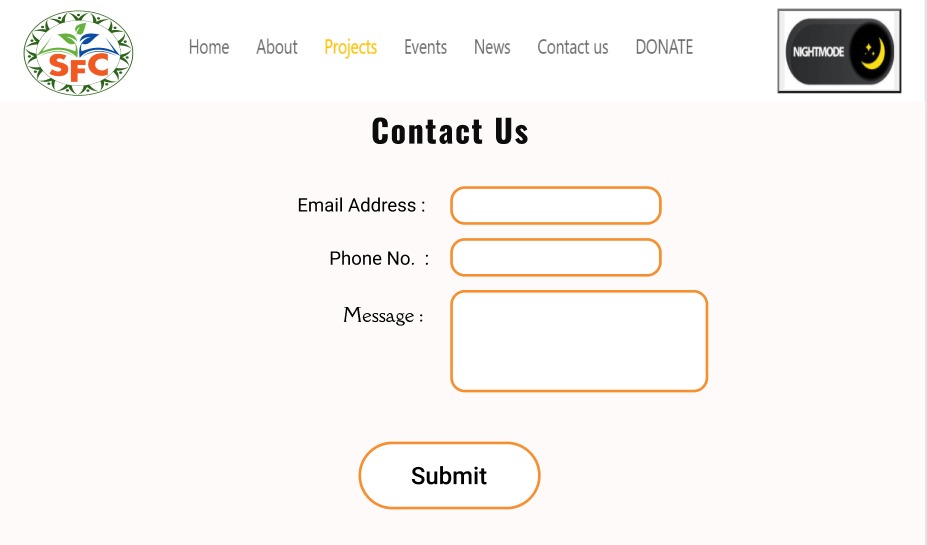 SFC
Home About Projects Events News Contact us DONATE
NIGHTMODE
Contact Us
Email Address :
Phone No. :
Message :
Submit